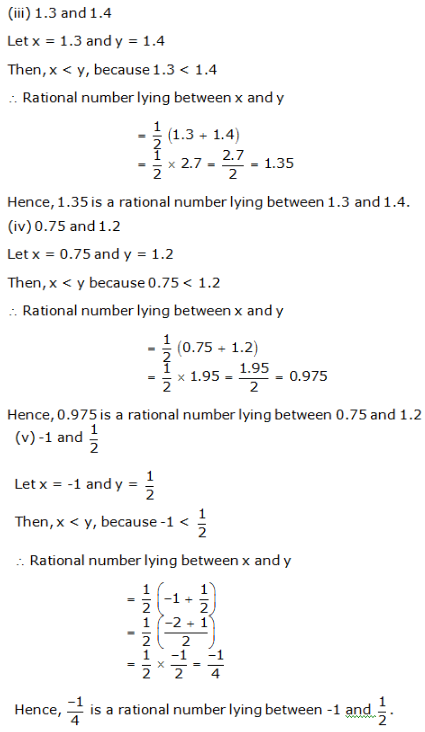 (iii) 1.3 and 1.4
Let x = 1.3 and y = 1.4
Then, x < y, because 1.3 < 1.4
∴ Rational number lying between x and y
= 1/2 (1.3 + 1.4)
= 1/2 × 2.7 = 2.7/2 = 1.35
Hence, 1.35 is a rational number lying between 1.3 and 1.4.
(iv) 0.75 and 1.2
Let x = 0.75 and y = 1.2
Then, x < y because 0.75 < 1.2
∴ Rational number lying between x and y
= 1/2 (0.75 + 1.2)
= 1/2 × 1.95 = 1.95/2 = 0.975
Hence, 0.975 is a rational number lying between 0.75 and 1.2
(v) -1 and 1/2
Let x = -1 and y = 1/2
Then, x < y, because -1 < 1/2
∴ Rational number lying between x and y
= 1/2 (−1 + 1/2)
= 1/2 ((−2 + 1)/2)
= 1/2 × −1/2 = −1/4
Hence, −1/4 is a rational number lying between -1 and 1/2.